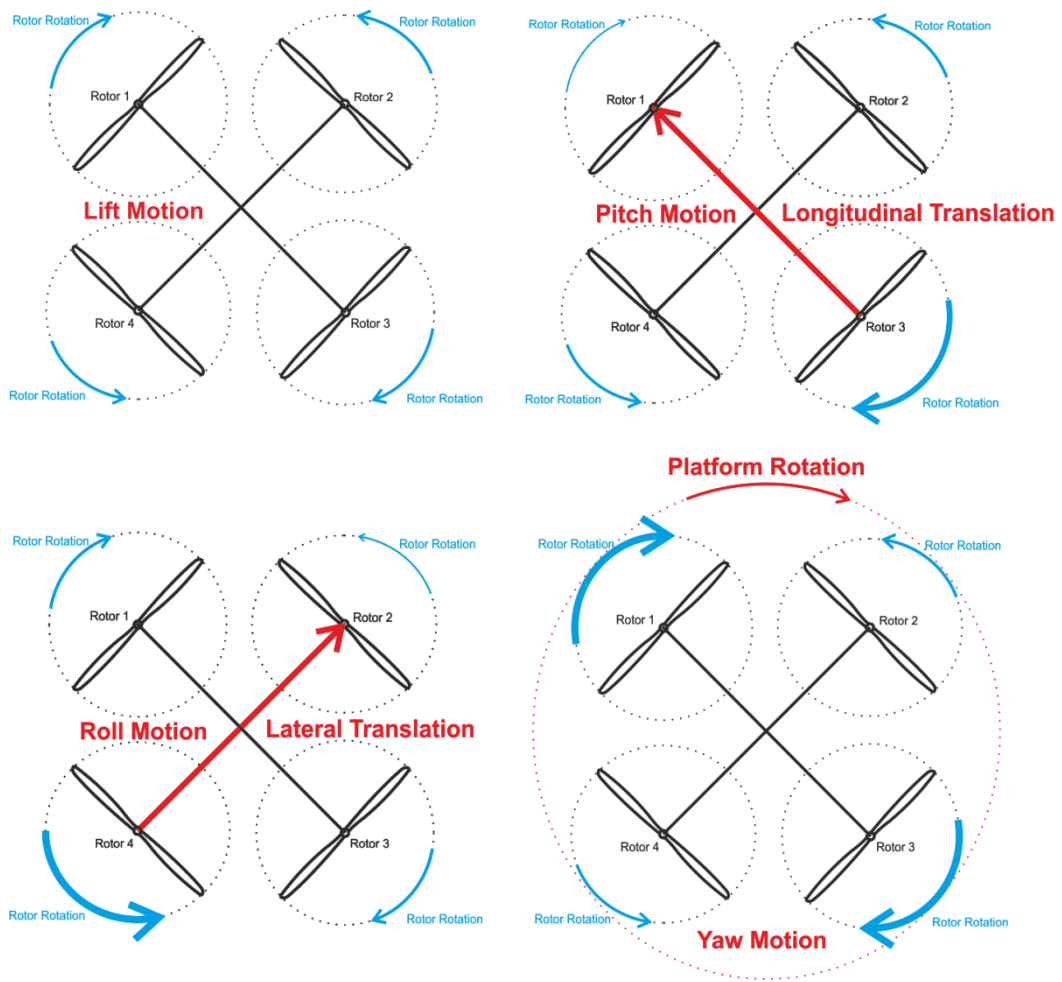 Rotor Rotation
Rotor Rotation
Rotor 1
Rotor 2
Lift Motion
Rotor 4
Rotor 3
Rotor Rotation
Rotor Rotation
Rotor Rotation
Rotor Rotation
Rotor 1
Rotor 2
Pitch Motion
Longitudinal Translation
Rotor 4
Rotor 3
Rotor Rotation
Rotor Rotation
Rotor Rotation
Rotor Rotation
Rotor 1
Rotor 2
Roll Motion
Lateral Translation
Rotor 4
Rotor 3
Rotor Rotation
Rotor Rotation
Platform Rotation
Rotor Rotation
Rotor Rotation
Rotor 1
Rotor 2
Rotor 4
Rotor 3
Rotor Rotation
Rotor Rotation
Yaw Motion